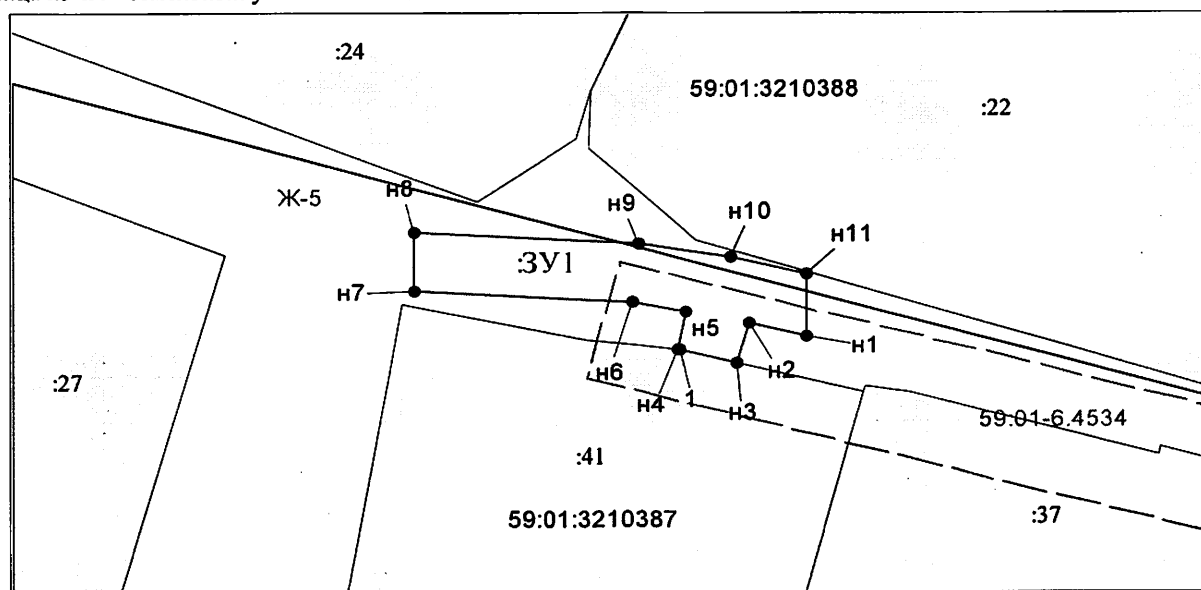 :24
59:01:3210388
:22
Ж-5
н8
н9
н10
н11
:ЗУ1
н7
н5
н1
н2
н6
н4
1
н3
:27
59:01-6.4534
:41
59:01:3210387
:37